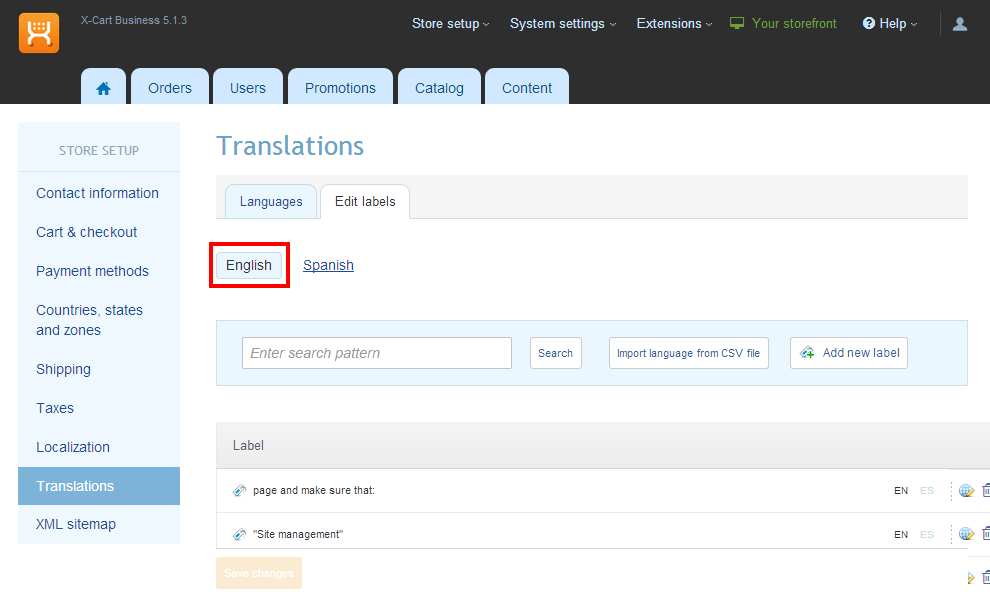 X-Cart Business 5.1.3
Store setup System settings Extensions Your storefront Help
Orders Users Promotions Catalog Content
STORE SETUP
Contact information
Cart & checkout
Payment methods
Countries, states
and zones
Shipping
Taxes
Localization
Translations
XML sitemap
Translations
Languages Edit labels
English Spanish
Enter search pattern Search Import language from CSV file Add new label
Label
page and make sure that: EN ES
"Site management" EN ES
Save changes